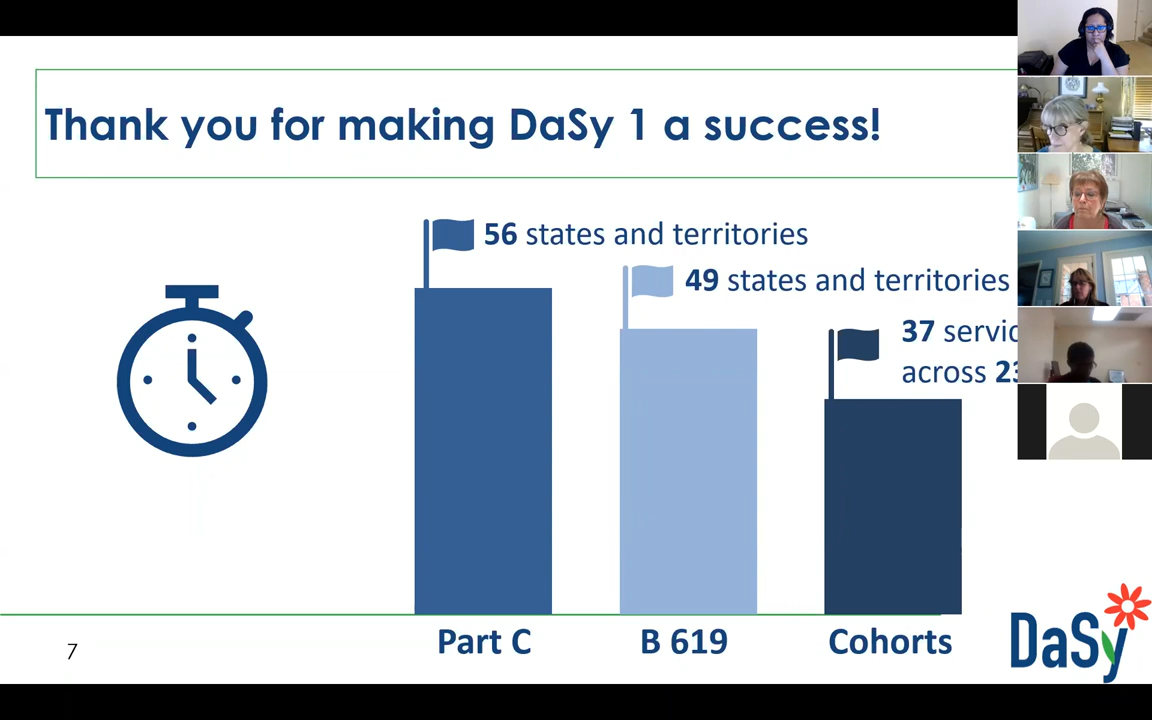 Thank you for making DaSy 1 a success!
56 states and territories
49 states and territories
37
across
Part C
B 619
Cohorts
7
DaSy